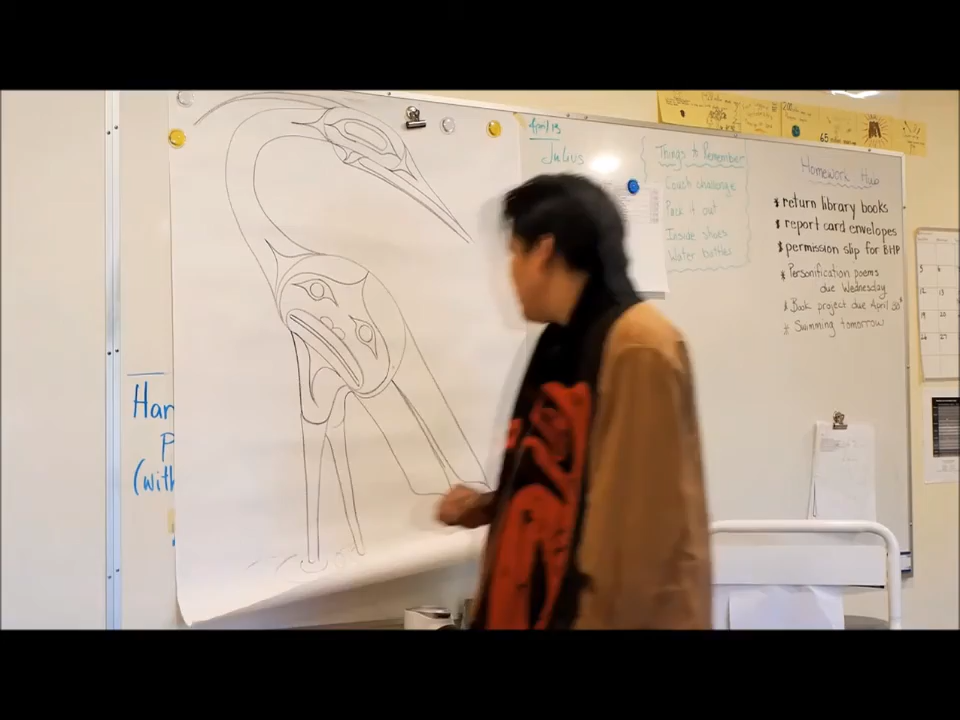 April 13
Julius
Things to Remember
Couch challenge
Pack it out
Inside shoes
Water bottles
Homework Hub
* return library books
* report card envelopes
* permission slip for BHP
* Personification poems
due Wednesday
* Book project due April 30th
* Swimming tomorrow
Har
P
(with